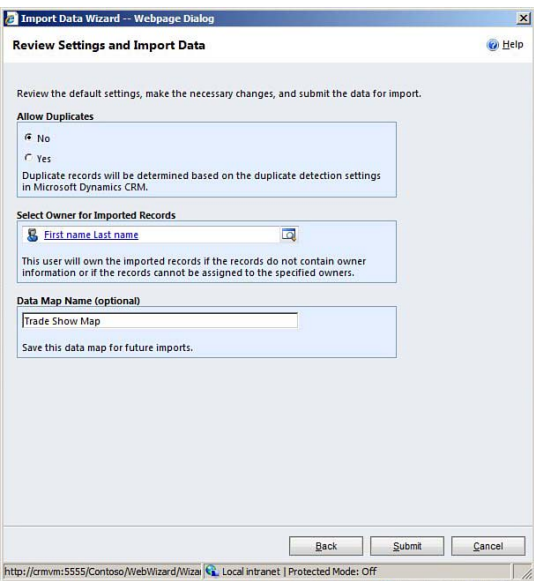 Import Data Wizard -- Webpage Dialog
Review Settings and Import Data
Help
Review the default settings, make the necessary changes, and submit the data for import.
Allow Duplicates
No
Yes
Duplicate records will be determined based on the duplicate detection settings
in Microsoft Dynamics CRM.
Select Owner for Imported Records
First name Last name
This user will own the imported records if the records do not contain owner
information or if the records cannot be assigned to the specified owners.
Data Map Name (optional)
Trade Show Map
Save this data map for future imports.
Back Submit Cancel
http://crmvm:5555/Contoso/WebWizard/Wiza Local intranet | Protected Mode: Off